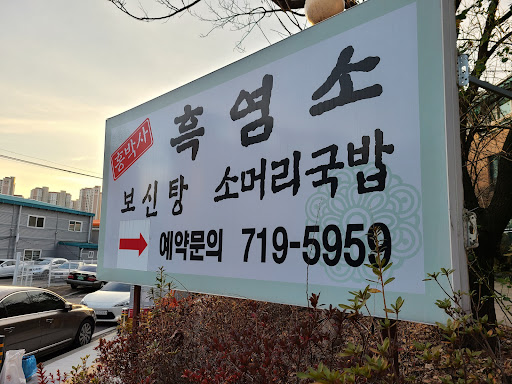 홍박사 흑염소
보신탕 소머리국밥
예약문의 719-5959